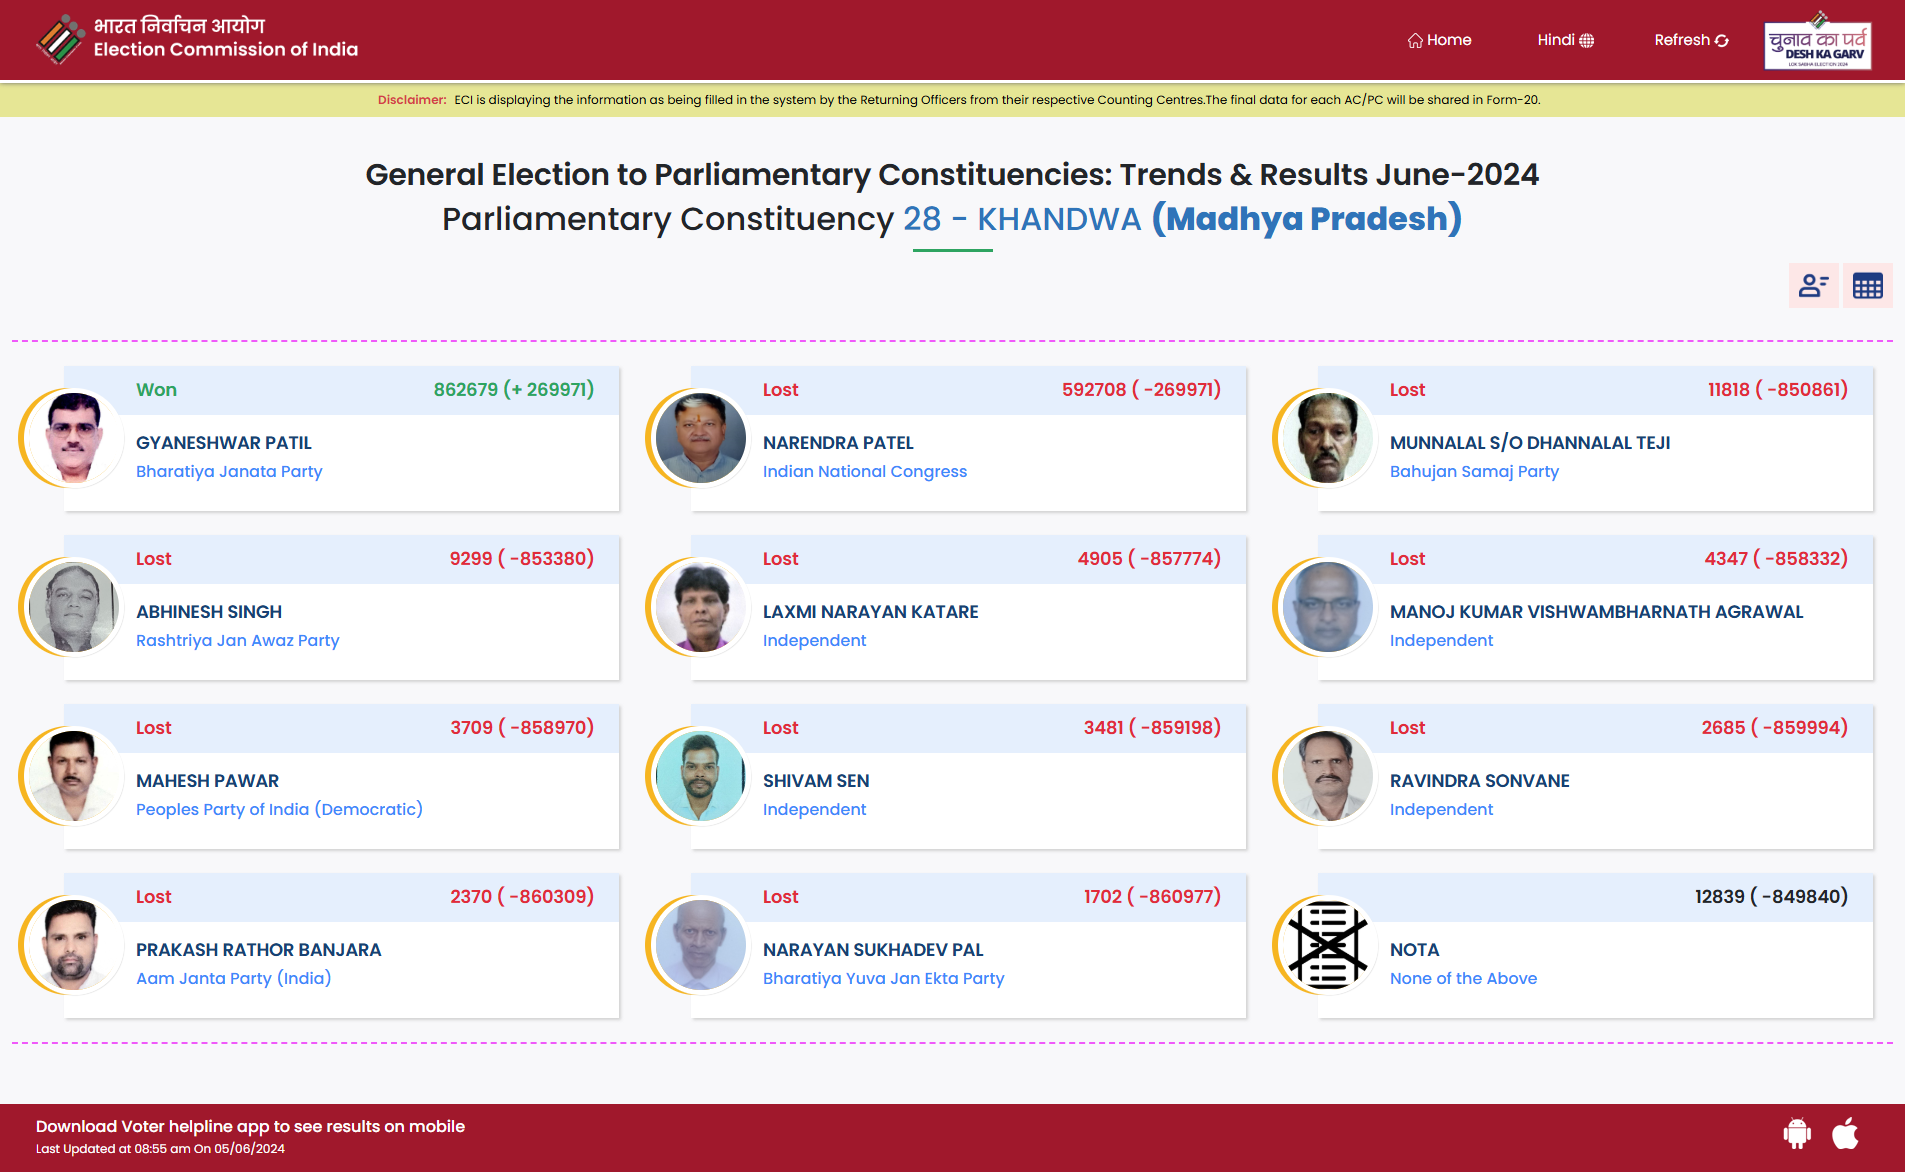 भारत निर्वाचन आयोग
Election Commission of India
Home
Hindi
Refresh
चुनाव का पर्व
DESH KA GARV
LOK SABHA ELECTION 2024
Disclaimer: ECI is displaying the information as being filled in the system by the Returning Officers from their respective Counting Centres.The final data for each AC/PC will be shared in Form-20.
General Election to Parliamentary Constituencies: Trends & Results June-2024
Parliamentary Constituency 28 - KHANDWA (Madhya Pradesh)
Won
862679 (+ 269971)
GYANESHWAR PATIL
Bharatiya Janata Party
Lost
592708 ( -269971)
NARENDRA PATEL
Indian National Congress
Lost
11818 ( -850861)
MUNNALAL S/O DHANNALAL TEJI
Bahujan Samaj Party
Lost
9299 ( -853380)
ABHINESH SINGH
Rashtriya Jan Awaz Party
Lost
4905 ( -857774)
LAXMI NARAYAN KATARE
Independent
Lost
4347 ( -858332)
MANOJ KUMAR VISHWAMBHARNATH AGRAWAL
Independent
Lost
3709 ( -858970)
MAHESH PAWAR
Peoples Party of India (Democratic)
Lost
3481 ( -859198)
SHIVAM SEN
Independent
Lost
2685 ( -859994)
RAVINDRA SONVANE
Independent
Lost
2370 ( -860309)
PRAKASH RATHOR BANJARA
Aam Janta Party (India)
Lost
1702 ( -860977)
NARAYAN SUKHADEV PAL
Bharatiya Yuva Jan Ekta Party
12839 ( -849840)
NOTA
None of the Above
Download Voter helpline app to see results on mobile
Last Updated at 08:55 am On 05/06/2024